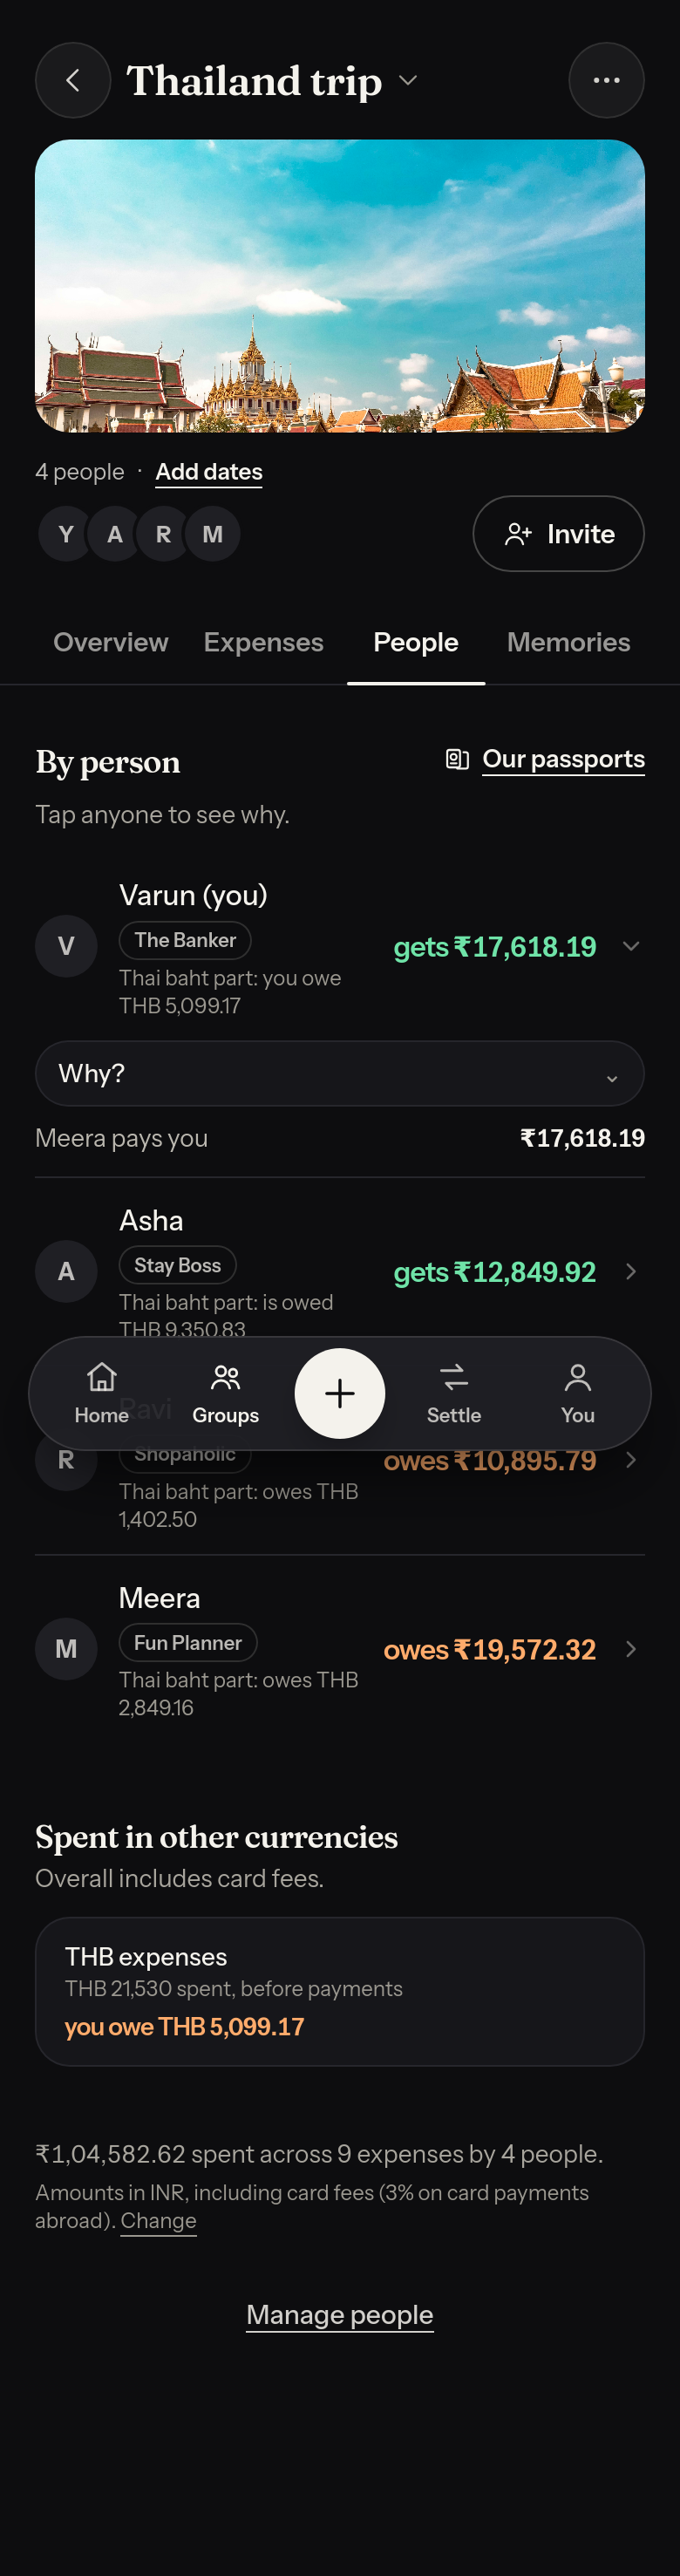 Thailand trip
4 people · Add dates
Y A R M
Invite
Overview Expenses People Memories
By person
Our passports
Tap anyone to see why.
Varun (you)
V
The Banker
gets ₹17,618.19
Thai baht part: you owe
THB 5,099.17
Why?
Meera pays you ₹17,618.19
Asha
A
Stay Boss
gets ₹12,849.92
Thai baht part: is owed
THB 9,350.83
Ravi
Home Groups Settle You
R
Shopaholic
owes ₹10,895.79
Thai baht part: owes THB
1,402.50
Meera
M
Fun Planner
owes ₹19,572.32
Thai baht part: owes THB
2,849.16
Spent in other currencies
Overall includes card fees.
THB expenses
THB 21,530 spent, before payments
you owe THB 5,099.17
₹1,04,582.62 spent across 9 expenses by 4 people.
Amounts in INR, including card fees (3% on card payments
abroad). Change
Manage people